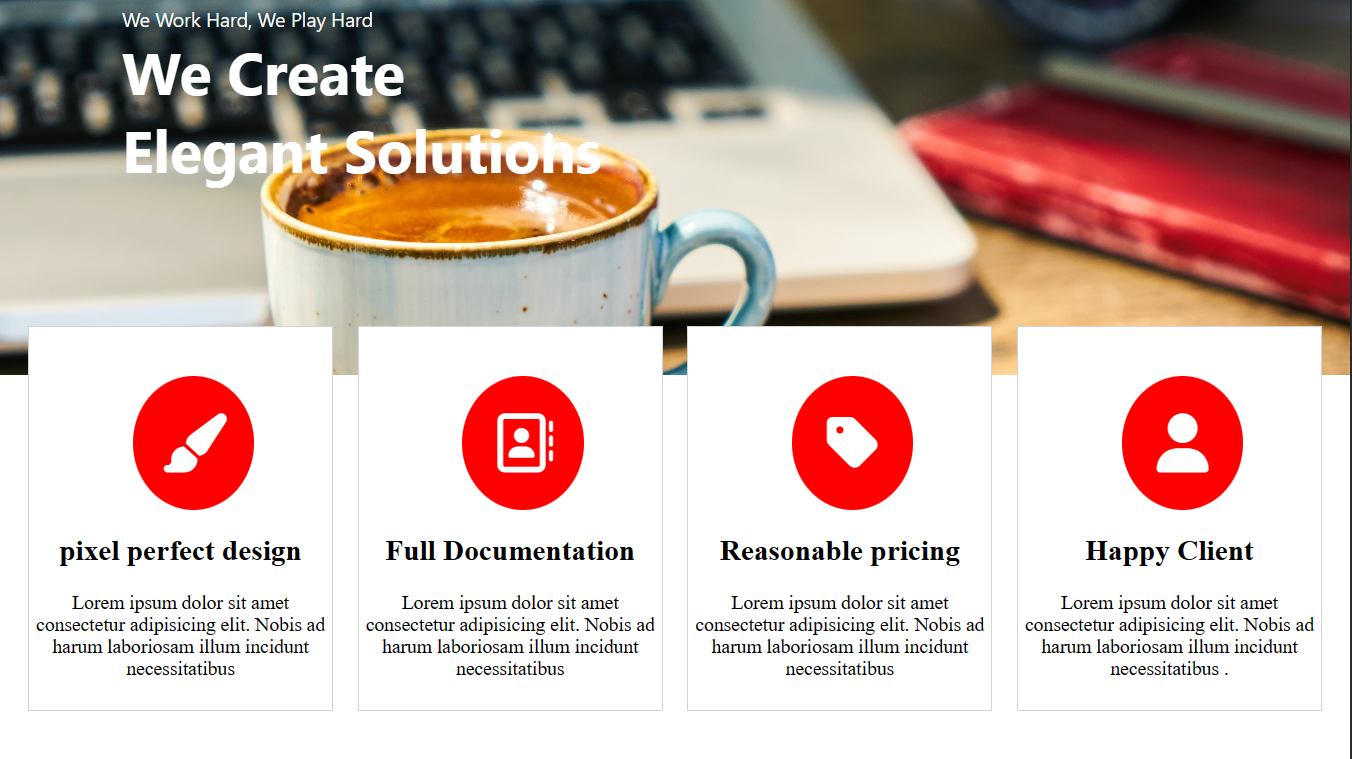 We Work Hard, We Play Hard
We Create
Elegant Solutions
pixel perfect design
Lorem ipsum dolor sit amet
consectetur adipisicing elit. Nobis ad
harum laboriosam illum incidunt
necessitatibus
Full Documentation
Lorem ipsum dolor sit amet
consectetur adipisicing elit. Nobis ad
harum laboriosam illum incidunt
necessitatibus
Reasonable pricing
Lorem ipsum dolor sit amet
consectetur adipisicing elit. Nobis ad
harum laboriosam illum incidunt
necessitatibus
Happy Client
Lorem ipsum dolor sit amet
consectetur adipisicing elit. Nobis ad
harum laboriosam illum incidunt
necessitatibus .